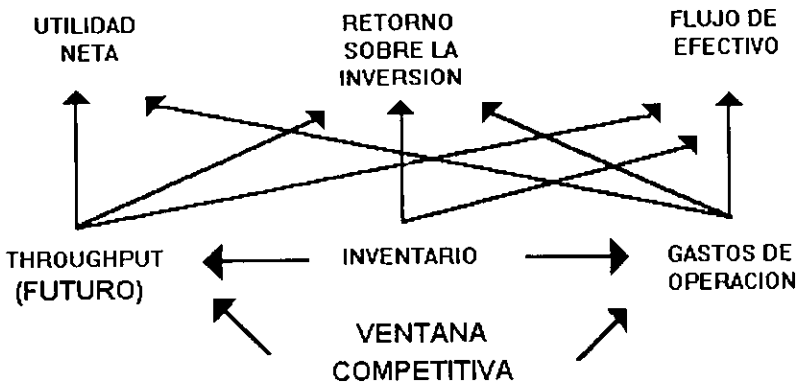 UTILIDAD
NETA
RETORNO
SOBRE LA
INVERSION
FLUJO DE
EFECTIVO
THROUGHPUT
(FUTURO)
INVENTARIO
GASTOS DE
OPERACION
VENTANA
COMPETITIVA